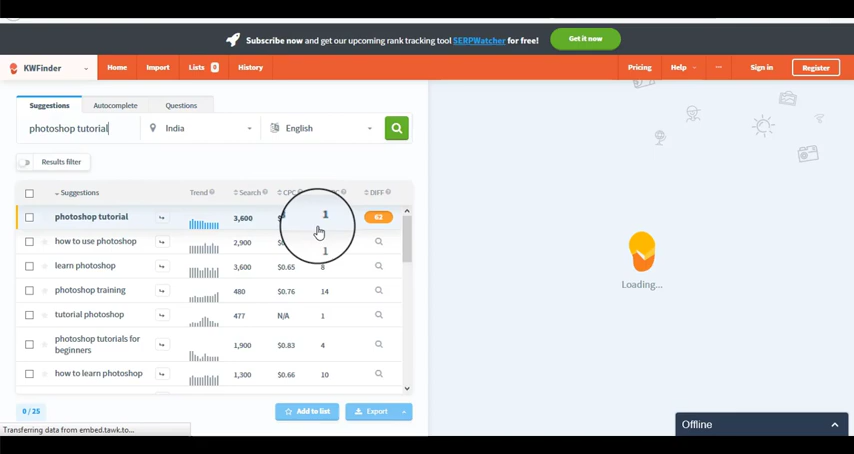 Subscribe now and get our upcoming rank tracking tool SERPWatcher for free! Get it now
KWFinder Home Import Lists 0 History Pricing Help Sign in Register
Suggestions Autocomplete Questions
photoshop tutorial India English
Results filter
Suggestions Trend Search CPC DIFF
photoshop tutorial 3,600 1 62
how to use photoshop 2,900 1
learn photoshop 3,600 $0.65 8
photoshop training 480 $0.76 14
tutorial photoshop 477 N/A 1
photoshop tutorials for
beginners 1,900 $0.83 4
how to learn photoshop 1,300 $0.66 10
0 / 25 Add to list Export
Loading...
Offline
Transferring data from embed.tawk.to...